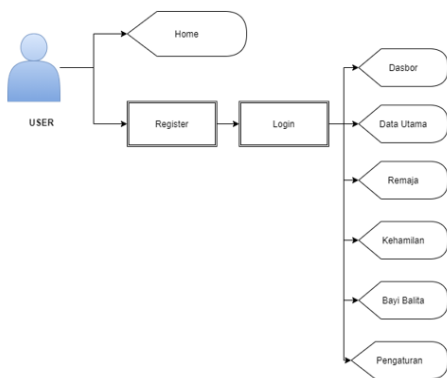 Home
USER
Register
Login
Dasbor
Data Utama
Remaja
Kehamilan
Bayi Balita
Pengaturan